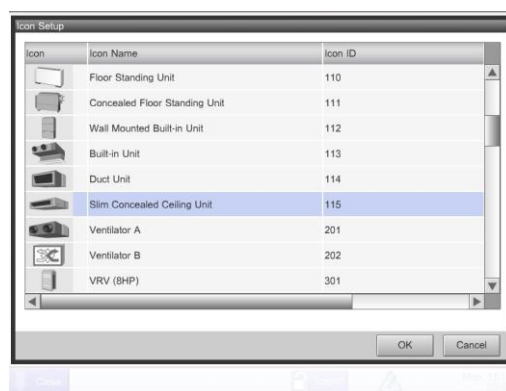 Icon Setup
Icon Icon Name Icon ID
Floor Standing Unit 110
Concealed Floor Standing Unit 111
Wall Mounted Built-in Unit 112
Built-in Unit 113
Duct Unit 114
Slim Concealed Ceiling Unit 115
Ventilator A 201
Ventilator B 202
VRV (8HP) 301
OK Cancel
Close